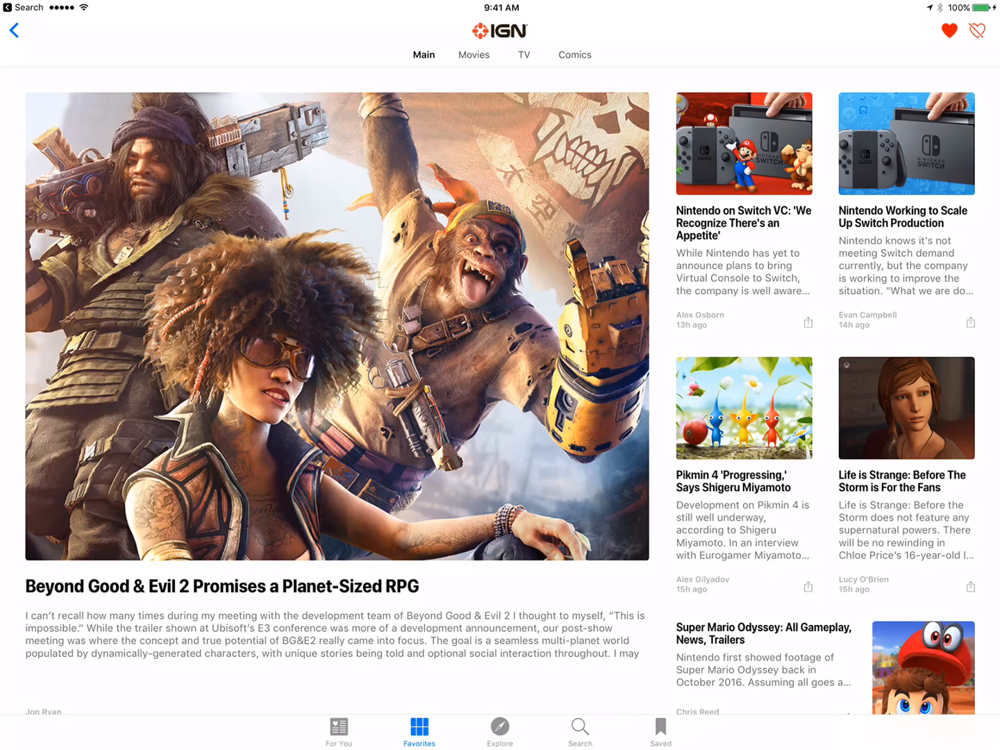 Search
9:41 AM
100%
IGN
Main
Movies
TV
Comics
Beyond Good & Evil 2 Promises a Planet-Sized RPG
I can't recall how many times during my meeting with the development team of Beyond Good & Evil 2 I thought to myself, “This is
impossible.” While the trailer shown at Ubisoft's E3 conference was more of a development announcement, our post-show
meeting was where the concept and true potential of BG&E2 really came into focus. The goal is a seamless multi-planet world
populated by dynamically-generated characters, with unique stories being told and optional social interaction throughout. I may
Jon Ryan
NINTENDO
SWITCH
Nintendo on Switch VC: 'We
Recognize There's an
Appetite'
While Nintendo has yet to
announce plans to bring
Virtual Console to Switch,
the company is well aware...
Alex Osborn
13h ago
NINTENDO
SWITCH
Nintendo Working to Scale
Up Switch Production
Nintendo knows it's not
meeting Switch demand
currently, but the company
is working to improve the
situation. "What we are do...
Evan Campbell
14h ago
Pikmin 4 'Progressing,'
Says Shigeru Miyamoto
Development on Pikmin 4 is
still well underway,
according to Shigeru
Miyamoto. In an interview
with Eurogamer Miyamoto...
Alex Gilyadov
15h ago
Life is Strange: Before The
Storm is For the Fans
Life is Strange: Before the
Storm does not feature any
supernatural powers. There
will be no rewinding in
Chloe Price's 16-year-old l...
Lucy O'Brien
15h ago
Super Mario Odyssey: All Gameplay,
News, Trailers
Nintendo first showed footage of
Super Mario Odyssey back in
October 2016. Assuming all goes a...
Chris Reed
For You
Favorites
Explore
Search
Saved